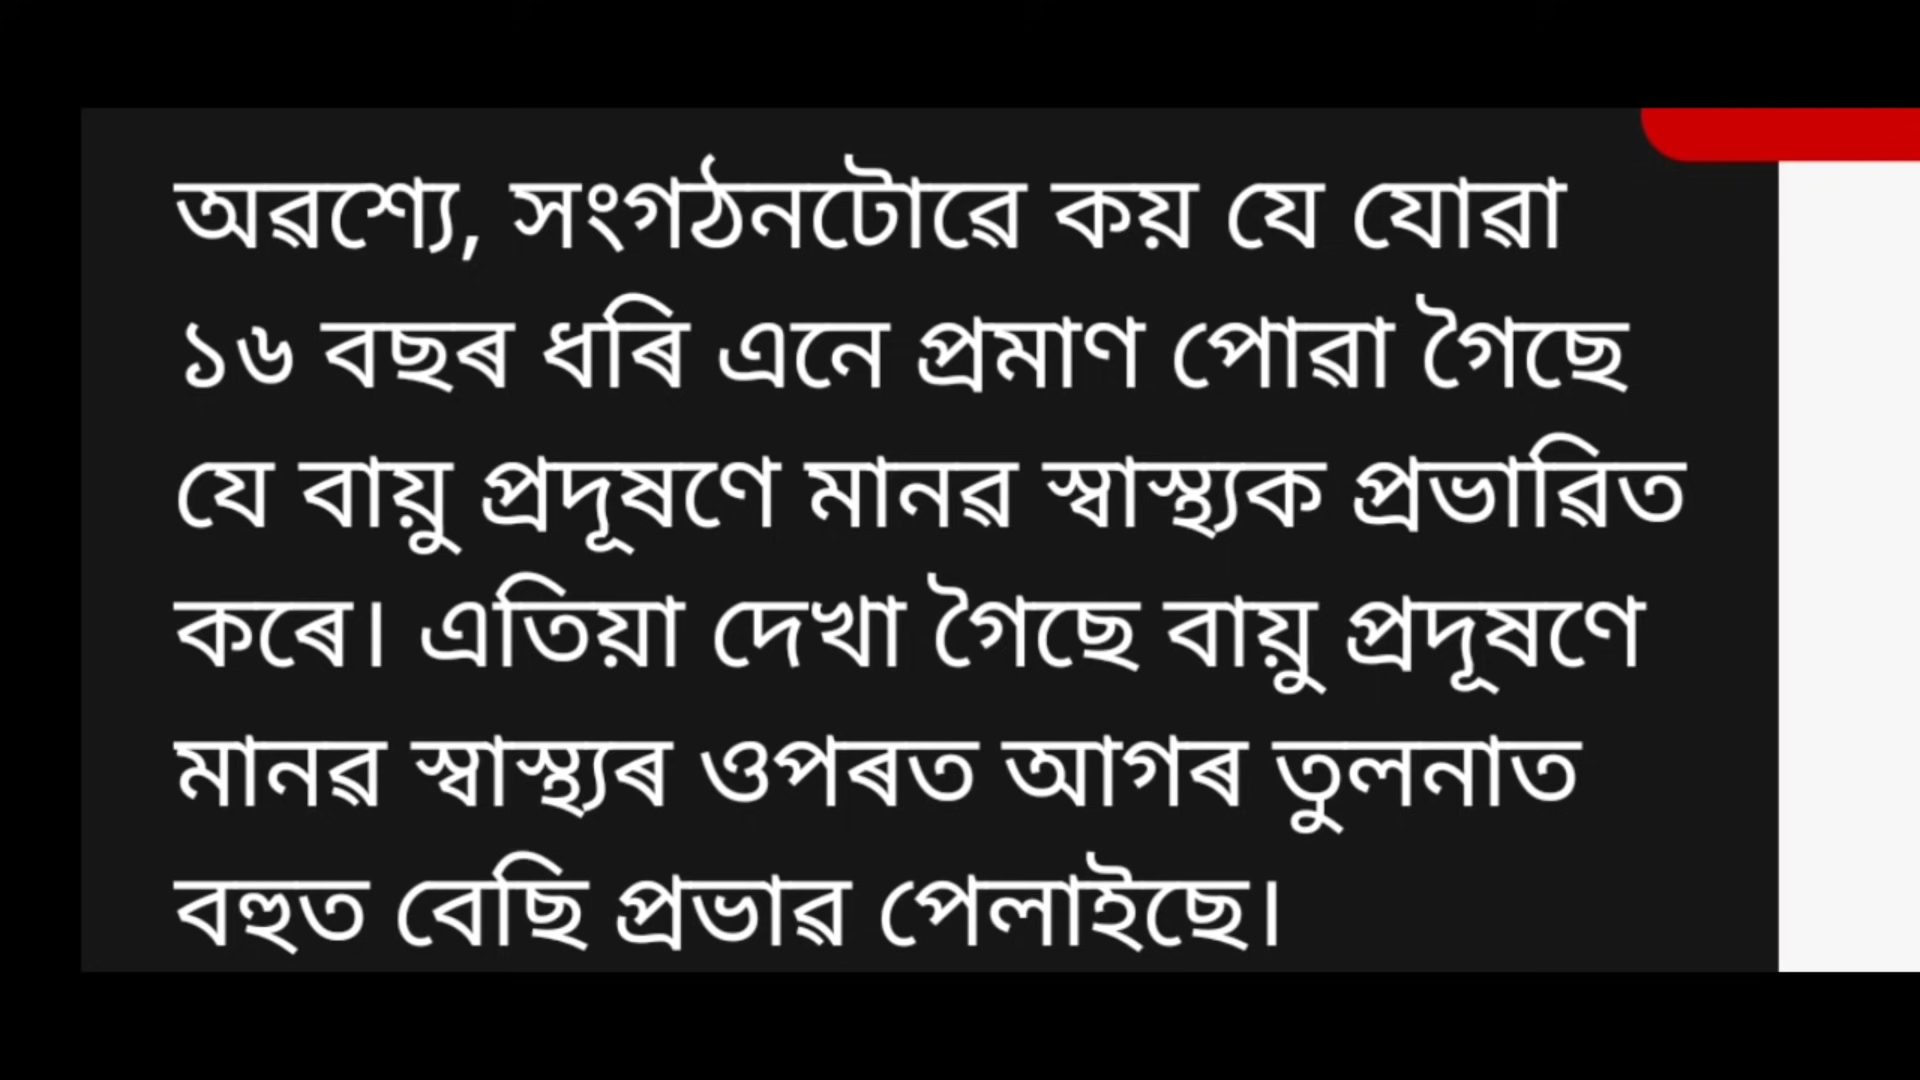 অৱশ্যে, সংগঠনটোৱে কয় যে যোৱা
১৬ বছৰ ধৰি এনে প্ৰমাণ পোৱা গৈছে
যে বায়ু প্ৰদূষণে মানৱ স্বাস্থ্যক প্ৰভাৱিত
কৰে। এতিয়া দেখা গৈছে বায়ু প্ৰদূষণে
মানৱ স্বাস্থ্যৰ ওপৰত আগৰ তুলনাত
বহুত বেছি প্ৰভাৱ পেলাইছে।